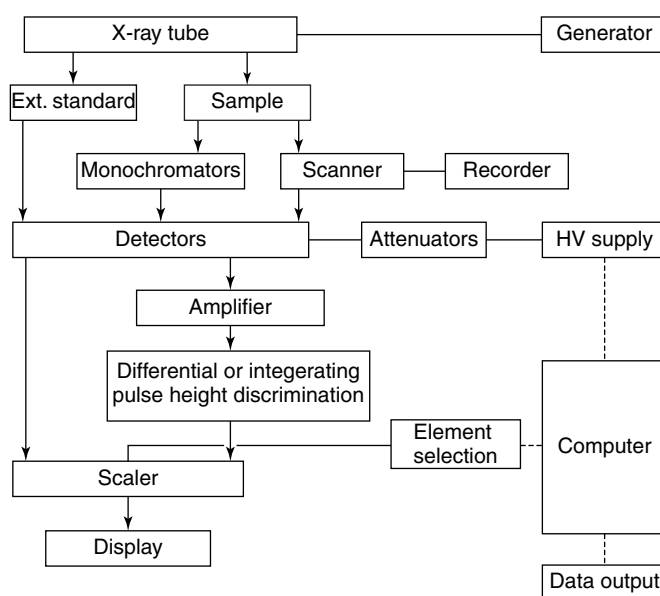 X-ray tube
Generator
Ext. standard
Sample
Monochromators
Scanner
Recorder
Detectors
Attenuators
HV supply
Amplifier
Differential or integerating
pulse height discrimination
Element
selection
Computer
Scaler
Display
Data output